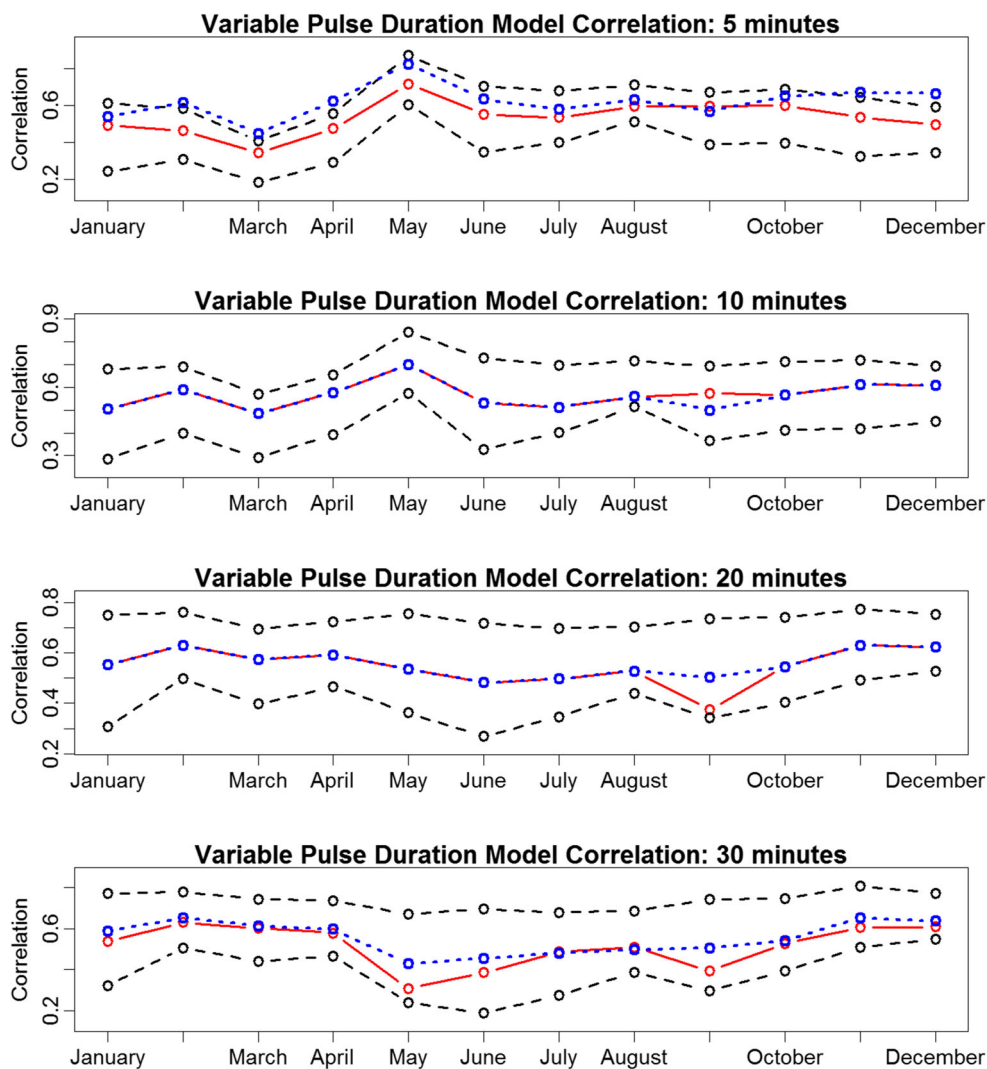 Variable Pulse Duration Model Correlation: 5 minutes
Correlation
0.6
0.2
January March April May June July August October December
Variable Pulse Duration Model Correlation: 10 minutes
Correlation
0.9
0.6
0.3
January March April May June July August October December
Variable Pulse Duration Model Correlation: 20 minutes
Correlation
0.8
0.6
0.4
0.2
January March April May June July August October December
Variable Pulse Duration Model Correlation: 30 minutes
Correlation
0.6
0.2
January March April May June July August October December